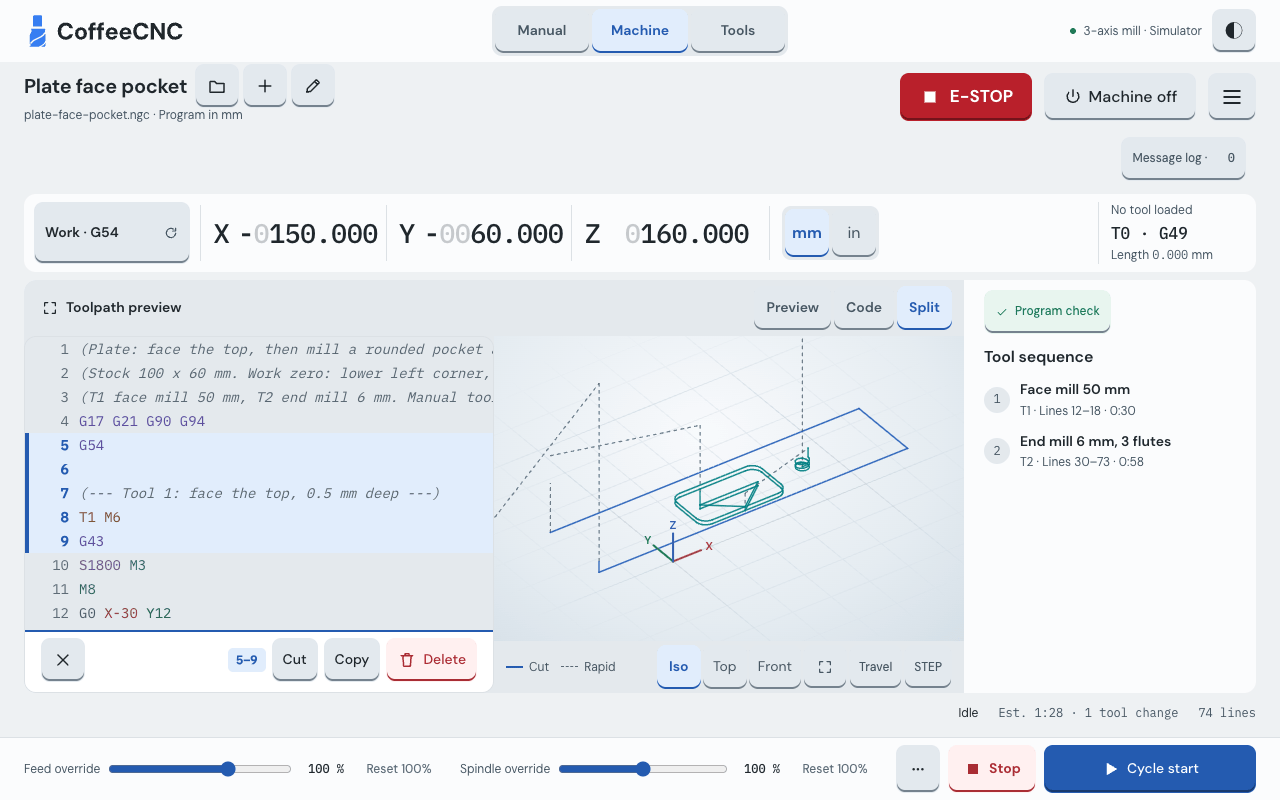 CoffeeCNC
Manual
Machine
Tools
3-axis mill · Simulator
Plate face pocket
plate-face-pocket.ngc · Program in mm
E-STOP
Machine off
Message log · 0
Work · G54
X -0150.000
Y -0060.000
Z 0160.000
mm
in
No tool loaded
T0 · G49
Length 0.000 mm
Toolpath preview
Preview
Code
Split
1 (Plate: face the top, then mill a rounded pocket
2 (Stock 100 x 60 mm. Work zero: lower left corner,
3 (T1 face mill 50 mm, T2 end mill 6 mm. Manual
4 G17 G21 G90 G94
5 G54
6
7 (--- Tool 1: face the top, 0.5 mm deep ---)
8 T1 M6
9 G43
10 S1800 M3
11 M8
12 G0 X-30 Y12
5–9
Cut
Copy
Delete
Z
Y
X
Cut
Rapid
Iso
Top
Front
Travel
STEP
Program check
Tool sequence
1
Face mill 50 mm
T1 · Lines 12–18 · 0:30
2
End mill 6 mm, 3 flutes
T2 · Lines 30–73 · 0:58
Idle
Est. 1:28 · 1 tool change
74 lines
Feed override
100 %
Reset 100%
Spindle override
100 %
Reset 100%
Stop
Cycle start